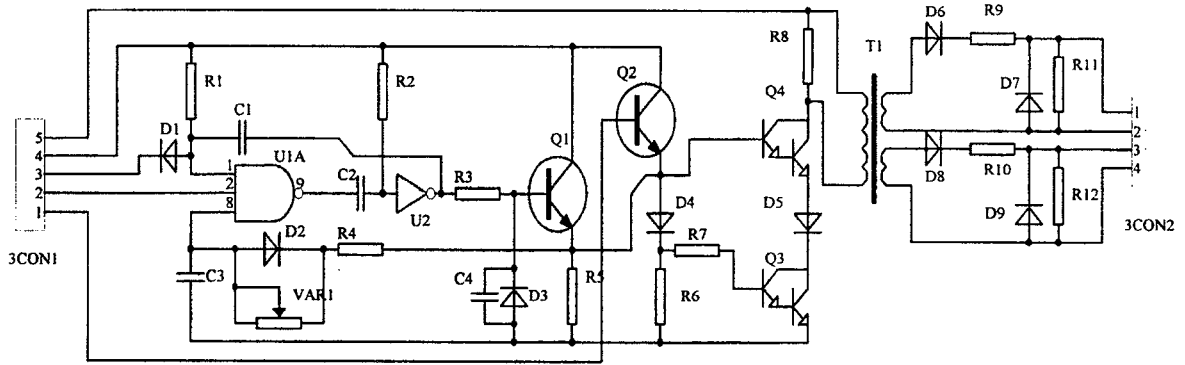 D6
R9
R8
T1
Q2
R1
R2
D7
R11
Q4
C1
1
Q1
5
D1
2
4
U1A
1
3
3
2
9
C2
D8
R10
4
2
8
U2
R3
1
D4
D5
D9
R12
D2
R4
R7
3CON2
3CON1
Q3
C3
C4
R5
VAR1
D3
R6